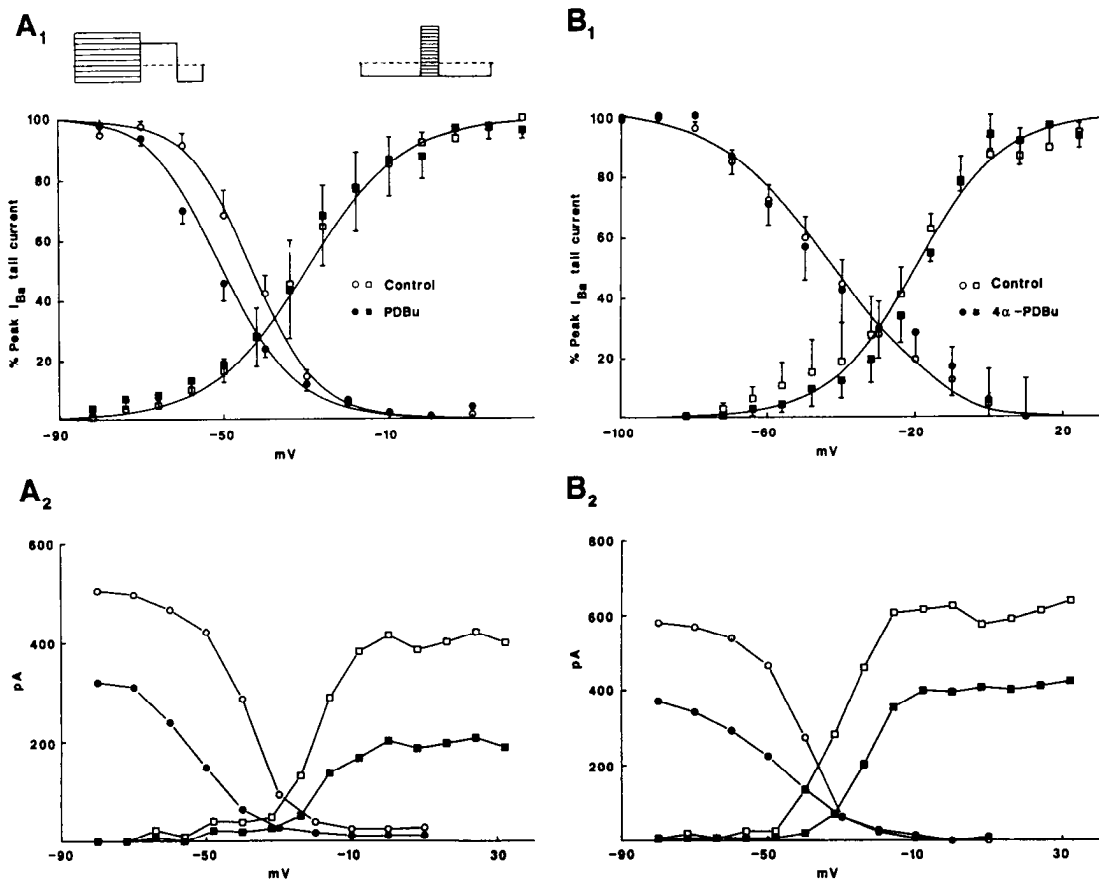 A1
B1
% Peak IBa tail current
100
80
60
40
20
Control
PDBu
-90
-50
-10
mV
% Peak IBa tail current
100
80
60
40
20
Control
4α-PDBu
-100
-60
-20
20
mV
A2
B2
pA
600
400
200
-90
-50
-10
30
mV
pA
800
600
400
200
-90
-50
-10
30
mV